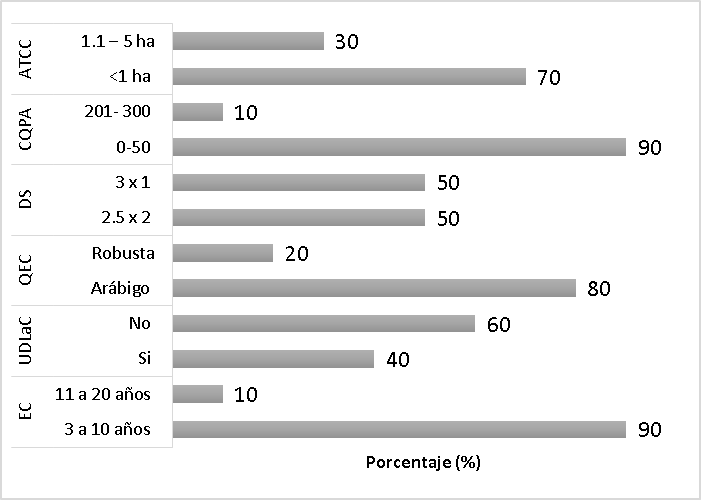 ATCC
1.1 – 5 ha 30
<1 ha 70
CQPA
201- 300 10
0-50 90
DS
3 x 1 50
2.5 x 2 50
QEC
Robusta 20
Arábigo 80
UDLaC
No 60
Si 40
EC
11 a 20 años 10
3 a 10 años 90
Porcentaje (%)